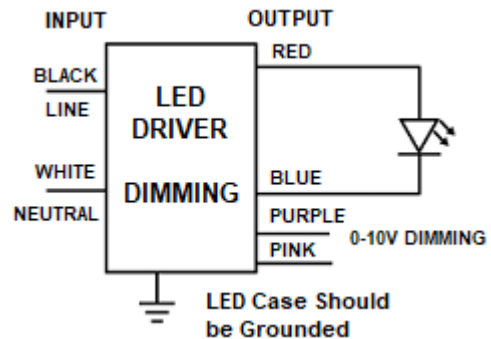 INPUT
OUTPUT
BLACK
LINE
WHITE
NEUTRAL
LED
DRIVER
DIMMING
RED
BLUE
PURPLE
PINK
0-10V DIMMING
LED Case Should
be Grounded